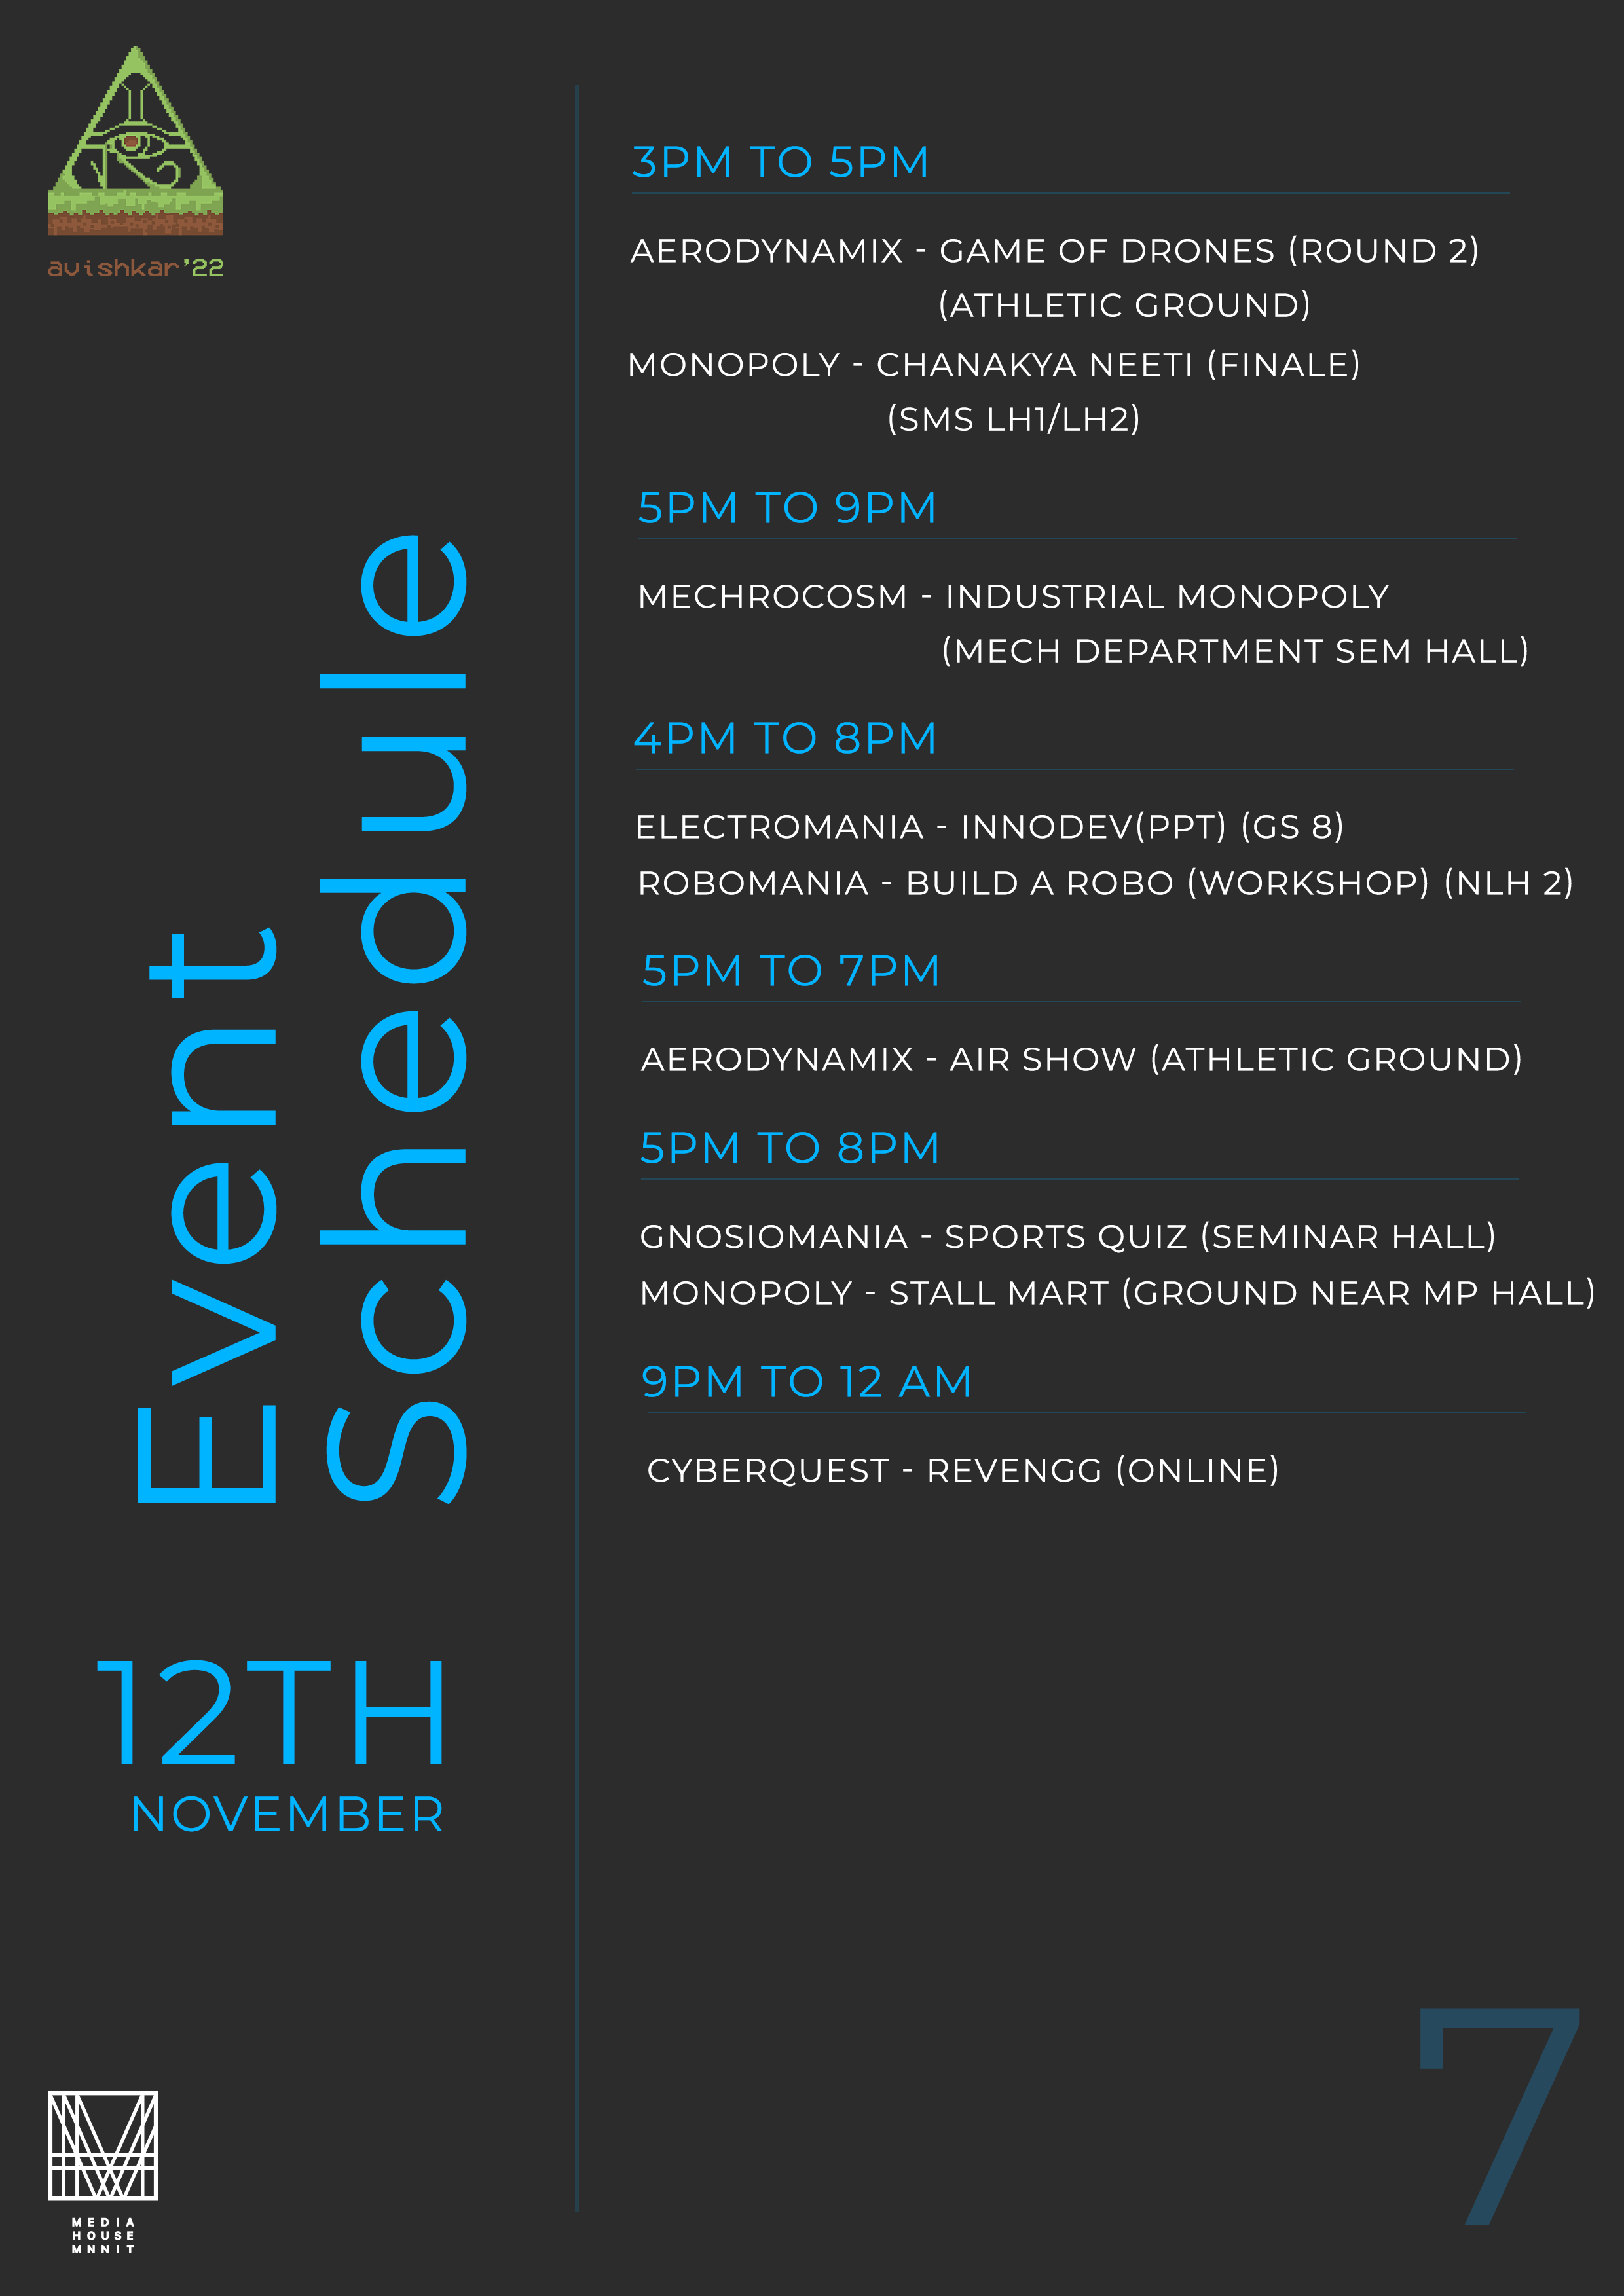 avishkar'22
Event
Schedule
12TH
NOVEMBER
3PM TO 5PM
AERODYNAMIX - GAME OF DRONES (ROUND 2)
(ATHLETIC GROUND)
MONOPOLY - CHANAKYA NEETI (FINALE)
(SMS LH1/LH2)
5PM TO 9PM
MECHROCOSM - INDUSTRIAL MONOPOLY
(MECH DEPARTMENT SEM HALL)
4PM TO 8PM
ELECTROMANIA - INNODEV(PPT) (GS 8)
ROBOMANIA - BUILD A ROBO (WORKSHOP) (NLH 2)
5PM TO 7PM
AERODYNAMIX - AIR SHOW (ATHLETIC GROUND)
5PM TO 8PM
GNOSIOMANIA - SPORTS QUIZ (SEMINAR HALL)
MONOPOLY - STALL MART (GROUND NEAR MP HALL)
9PM TO 12 AM
CYBERQUEST - REVENGG (ONLINE)
MEDIA
HOUSE
MNNIT
7